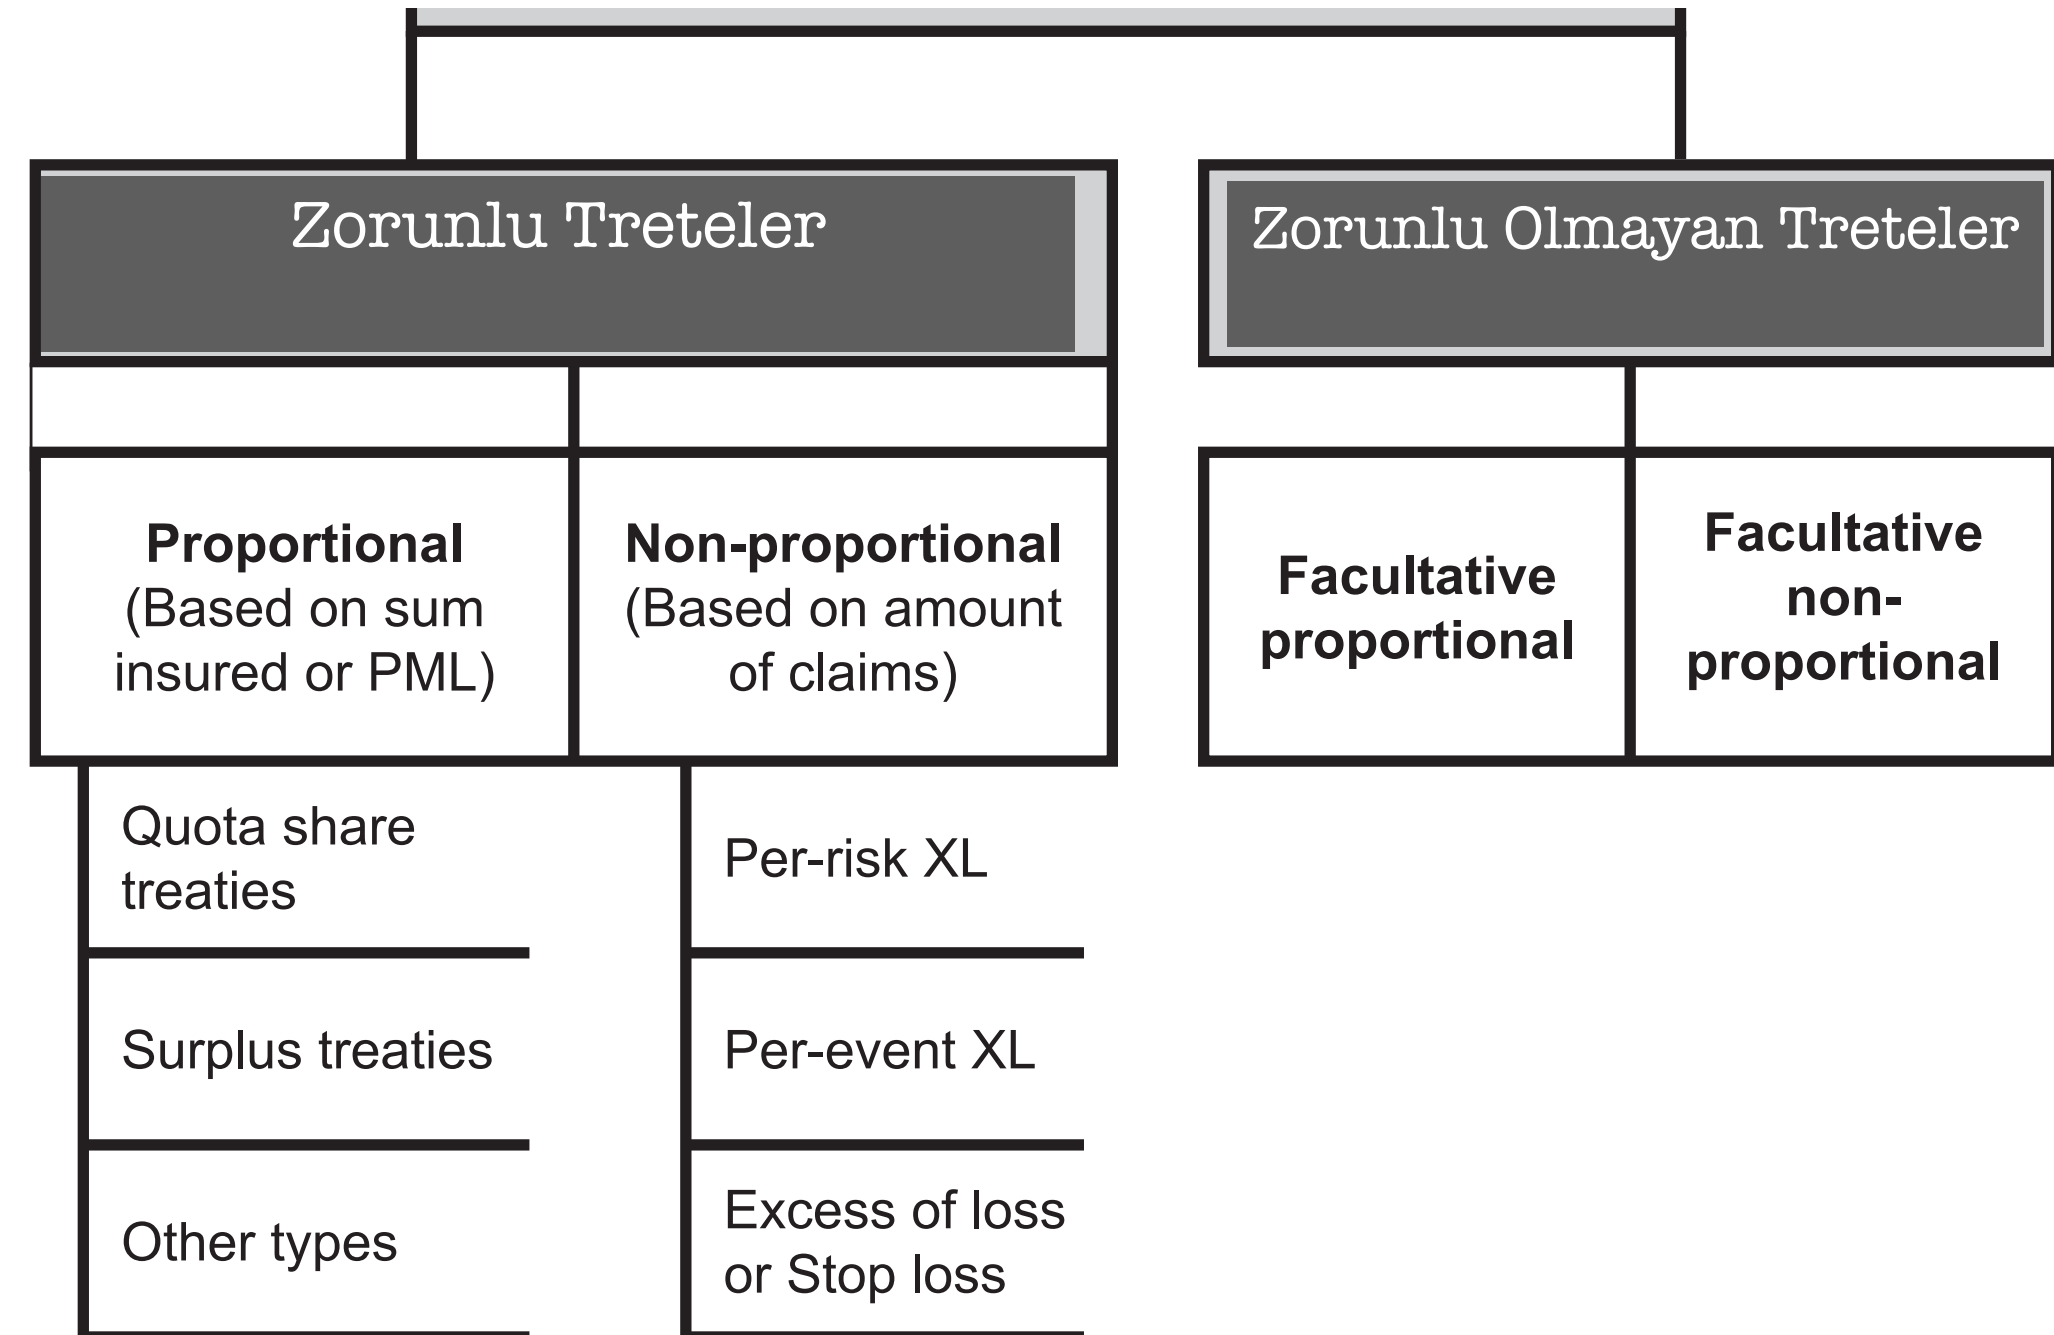 Zorunlu Treteler
Zorunlu Olmayan Treteler
Proportional
(Based on sum
insured or PML)
Non-proportional
(Based on amount
of claims)
Facultative
proportional
Facultative
non-
proportional
Quota share
treaties
Surplus treaties
Other types
Per-risk XL
Per-event XL
Excess of loss
or Stop loss